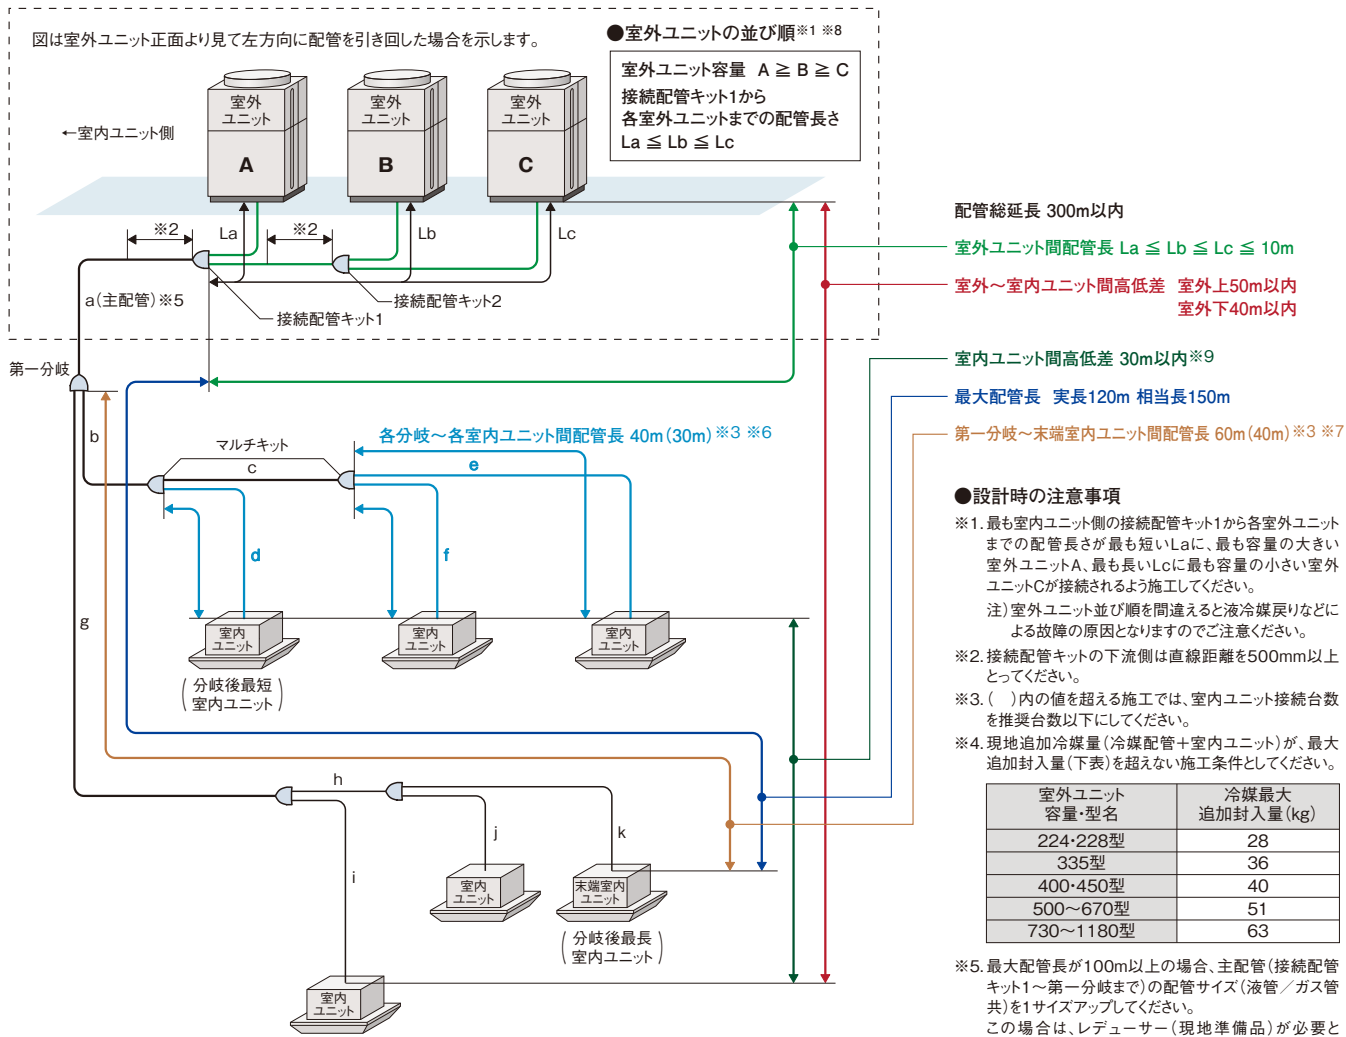 図は室外ユニット正面より見て左方向に配管を引き回した場合を示します。
●室外ユニットの並び順※1 ※8
室外ユニット容量 A ≧ B ≧ C
接続配管キット1から
各室外ユニットまでの配管長さ
La ≦ Lb ≦ Lc
←室内ユニット側
室外
ユニット
A
室外
ユニット
B
室外
ユニット
C
※2
La
※2
Lb
Lc
a(主配管)※5
接続配管キット2
接続配管キット1
第一分岐
配管総延長 300m以内
室外ユニット間配管長 La ≦ Lb ≦ Lc ≦ 10m
室外～室内ユニット間高低差 室外上50m以内
室外下40m以内
室内ユニット間高低差 30m以内※9
最大配管長 実長120m 相当長150m
第一分岐～末端室内ユニット間配管長 60m(40m)※3 ※7
b
マルチキット
c
各分岐～各室内ユニット間配管長 40m(30m)※3 ※6
e
d
f
g
室内
ユニット
室内
ユニット
室内
ユニット
(分岐後最短
室内ユニット)
h
i
j
k
室内
ユニット
末端室内
ユニット
(分岐後最長
室内ユニット)
室内
ユニット
●設計時の注意事項
※1. 最も室内ユニット側の接続配管キット1から各室外ユニット
までの配管長さが最も短いLaに、最も容量の大きい
室外ユニットA、最も長いLcに最も容量の小さい室外
ユニットCが接続されるよう施工してください。
注)室外ユニット並び順を間違えると液冷媒戻りなどに
よる故障の原因となりますのでご注意ください。
※2. 接続配管キットの下流側は直線距離を500mm以上
とってください。
※3. ( )内の値を超える施工では、室内ユニット接続台数
を推奨台数以下にしてください。
※4. 現地追加冷媒量(冷媒配管＋室内ユニット)が、最大
追加封入量(下表)を超えない施工条件としてください。
室外ユニット
容量・型名
冷媒最大
追加封入量(kg)
224・228型 28
335型 36
400・450型 40
500～670型 51
730～1180型 63
※5. 最大配管長が100m以上の場合、主配管(接続配管
キット1～第一分岐まで)の配管サイズ(液管／ガス管
共)を1サイズアップしてください。
この場合は、レデューサー(現地準備品)が必要と